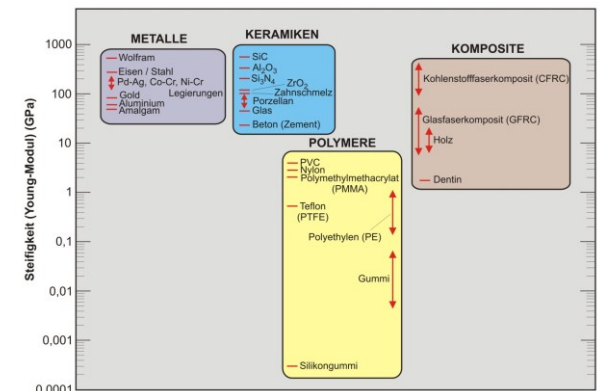 METALLE
KERAMIKEN
KOMPOSITE
POLYMERE
Steifigkeit (Young-Modul) (GPa)
1000
100
10
1
0,1
0,01
0,001
0,0001
Wolfram
Eisen / Stahl
Pd-Ag, Co-Cr, Ni-Cr
Legierungen
Gold
Aluminium
Amalgam
SiC
Al2O3
Si3N4
ZrO2
Zahnschmelz
Porzellan
Glas
Beton (Zement)
PVC
Nylon
Polymethylmethacrylat
(PMMA)
Teflon
(PTFE)
Polyethylen (PE)
Gummi
Silikongummi
Kohlenstofffaserkomposit (CFRC)
Glasfaserkomposit (GFRC)
Holz
Dentin